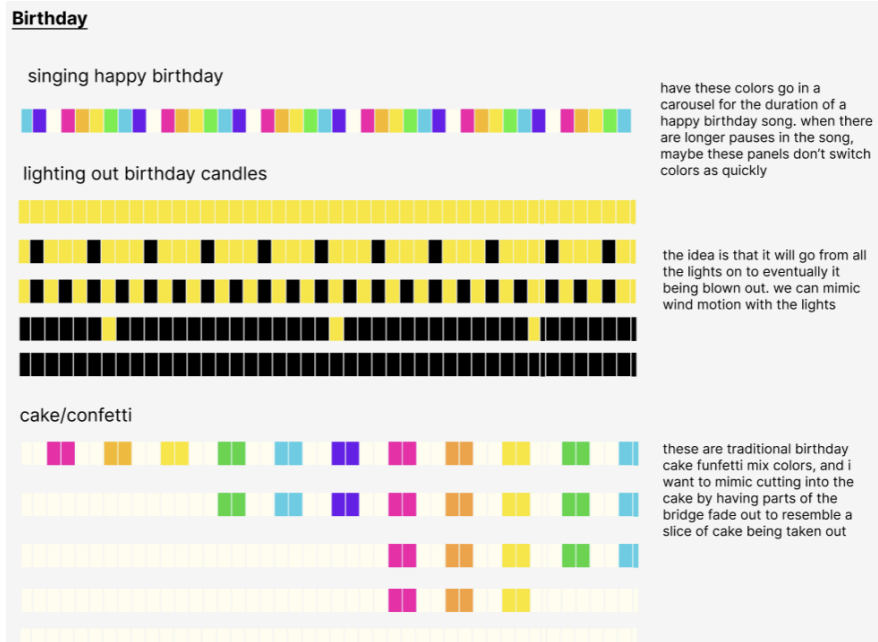 Birthday
singing happy birthday
have these colors go in a
carousel for the duration of a
happy birthday song. when there
are longer pauses in the song,
maybe these panels don't switch
colors as quickly
lighting out birthday candles
the idea is that it will go from all
the lights on to eventually it
being blown out. we can mimic
wind motion with the lights
cake/confetti
these are traditional birthday
cake funfetti mix colors, and i
want to mimic cutting into the
cake by having parts of the
bridge fade out to resemble a
slice of cake being taken out